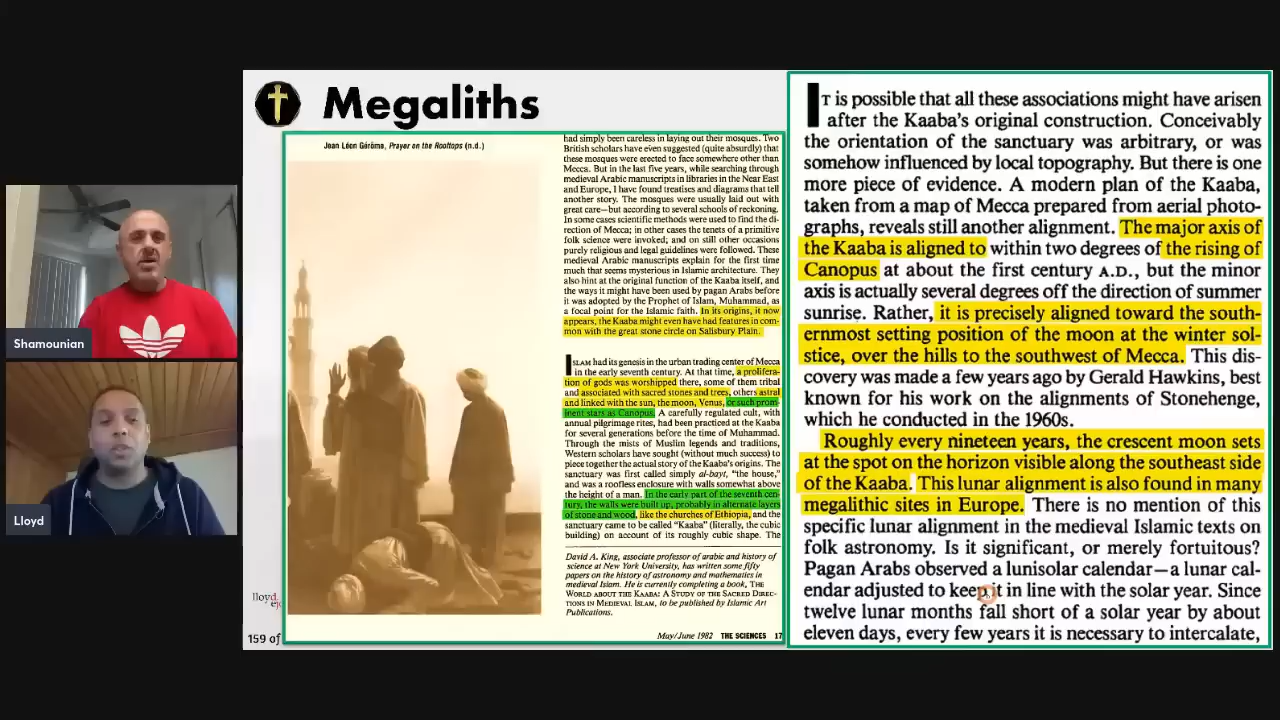 Megaliths
Jean Léon Gérôme, Prayer on the Rooftops (n.d.)
had simply been careless in laying out their mosques. Two
British scholars have even suggested (quite absurdly) that
these mosques were erected to face somewhere other than
Mecca. But in the last five years, while searching through
medieval Arabic manuscripts in libraries in the Near East
and Europe, I have found treatises and diagrams that tell
another story. The mosques were usually laid out with
great care—but according to several schools of reckoning.
In some cases scientific methods were used to find the di-
rection of Mecca; in other cases the tenets of a primitive
folk science were invoked; and on still other occasions
purely religious and legal guidelines were followed. These
medieval Arabic manuscripts explain for the first time
much that seems mysterious in Islamic architecture. They
also hint at the original function of the Kaaba itself, and
the ways it might have been used by pagan Arabs before
it was adopted by the Prophet of Islam, Muhammad, as
a focal point for the Islamic faith. In its origins, it now
appears, the Kaaba might even have had features in com-
mon with the great stone circle on Salisbury Plain.
ISLAM had its genesis in the urban trading center of Mecca
in the early seventh century. At that time, a prolifera-
tion of gods was worshipped there, some of them tribal
and associated with sacred stones and trees, others astral
and linked with the sun, the moon, Venus, or such prom-
inent stars as Canopus. A carefully regulated cult, with
annual pilgrimage rites, had been practiced at the Kaaba
for several generations before the time of Muhammad.
Through the mists of Muslim legends and traditions,
Western scholars have sought (without much success) to
piece together the actual story of the Kaaba's origins. The
sanctuary was first called simply al-bayt, "the house,"
and was a roofless enclosure with walls somewhat above
the height of a man. In the early part of the seventh cen-
tury, the walls were built up, probably in alternate layers
of stone and wood, like the churches of Ethiopia, and the
sanctuary came to be called "Kaaba" (literally, the cubic
building) on account of its roughly cubic shape. The
David A. King, associate professor of arabic and history of
science at New York University, has written some fifty
papers on the history of astronomy and mathematics in
medieval Islam. He is currently completing a book, THE
WORLD ABOUT THE KAABA: A STUDY OF THE SACRED DIREC-
TIONS IN MEDIEVAL ISLAM, to be published by Islamic Art
Publications.
May/June 1982 THE SCIENCES 17
IT is possible that all these associations might have arisen
after the Kaaba's original construction. Conceivably
the orientation of the sanctuary was arbitrary, or was
somehow influenced by local topography. But there is one
more piece of evidence. A modern plan of the Kaaba,
taken from a map of Mecca prepared from aerial photo-
graphs, reveals still another alignment. The major axis of
the Kaaba is aligned to within two degrees of the rising of
Canopus at about the first century A.D., but the minor
axis is actually several degrees off the direction of summer
sunrise. Rather, it is precisely aligned toward the south-
ernmost setting position of the moon at the winter sol-
stice, over the hills to the southwest of Mecca. This dis-
covery was made a few years ago by Gerald Hawkins, best
known for his work on the alignments of Stonehenge,
which he conducted in the 1960s.
Roughly every nineteen years, the crescent moon sets
at the spot on the horizon visible along the southeast side
of the Kaaba. This lunar alignment is also found in many
megalithic sites in Europe. There is no mention of this
specific lunar alignment in the medieval Islamic texts on
folk astronomy. Is it significant, or merely fortuitous?
Pagan Arabs observed a lunisolar calendar—a lunar cal-
endar adjusted to keep it in line with the solar year. Since
twelve lunar months fall short of a solar year by about
eleven days, every few years it is necessary to intercalate,
Shamounian
Lloyd
lloyd
159 of